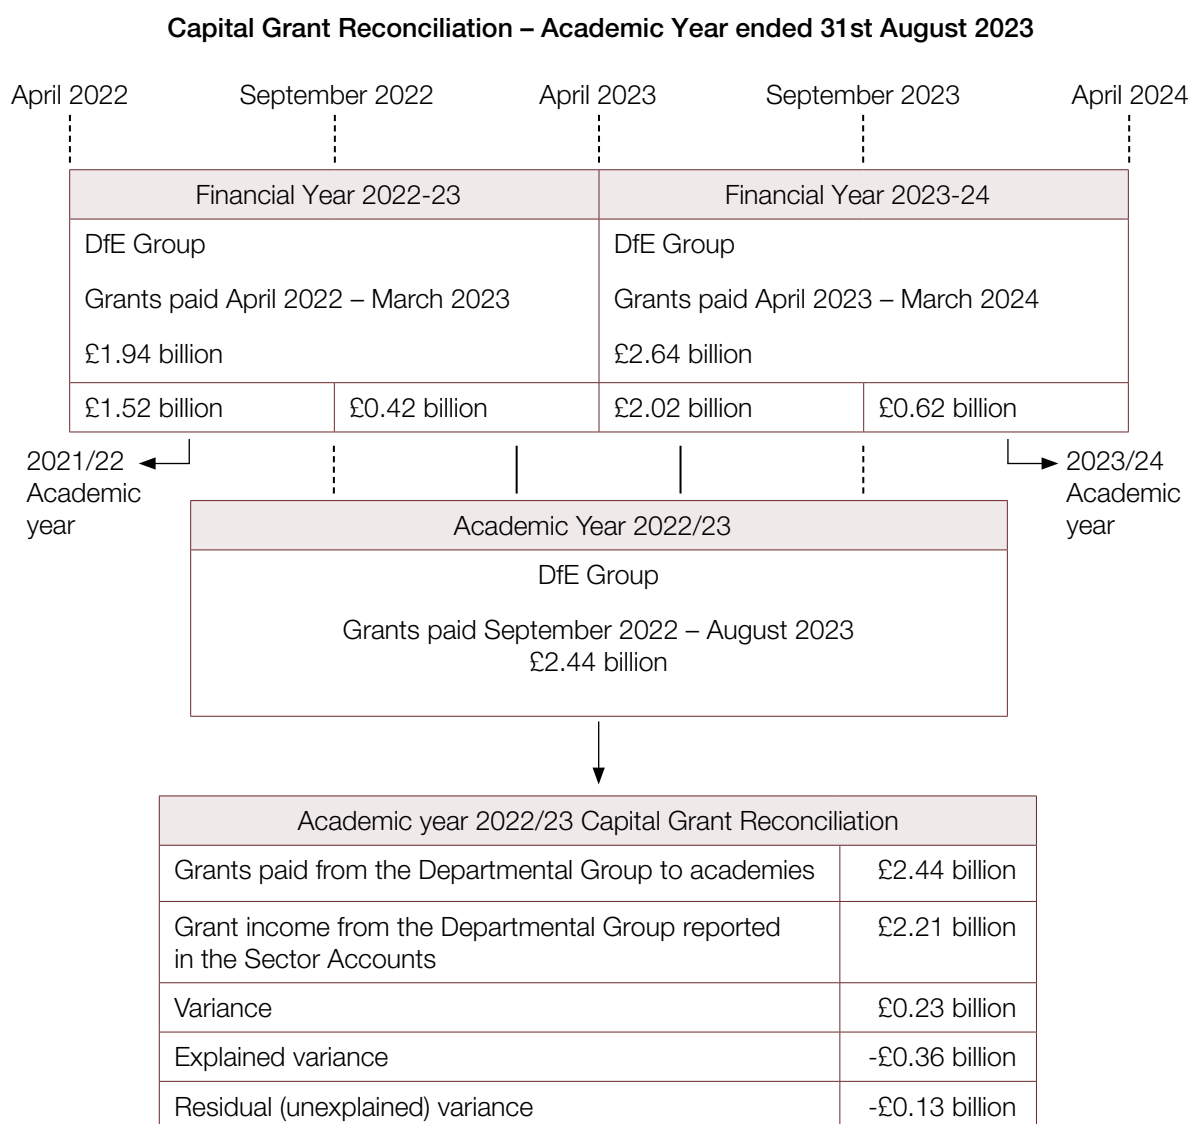 Capital Grant Reconciliation – Academic Year ended 31st August 2023
April 2022
September 2022
April 2023
September 2023
April 2024
Financial Year 2022-23
Financial Year 2023-24
DfE Group
Grants paid April 2022 – March 2023
£1.94 billion
DfE Group
Grants paid April 2023 – March 2024
£2.64 billion
£1.52 billion
£0.42 billion
£2.02 billion
£0.62 billion
2021/22
Academic
year
2023/24
Academic
year
Academic Year 2022/23
DfE Group
Grants paid September 2022 – August 2023
£2.44 billion
Academic year 2022/23 Capital Grant Reconciliation
Grants paid from the Departmental Group to academies
£2.44 billion
Grant income from the Departmental Group reported
in the Sector Accounts
£2.21 billion
Variance
£0.23 billion
Explained variance
-£0.36 billion
Residual (unexplained) variance
-£0.13 billion